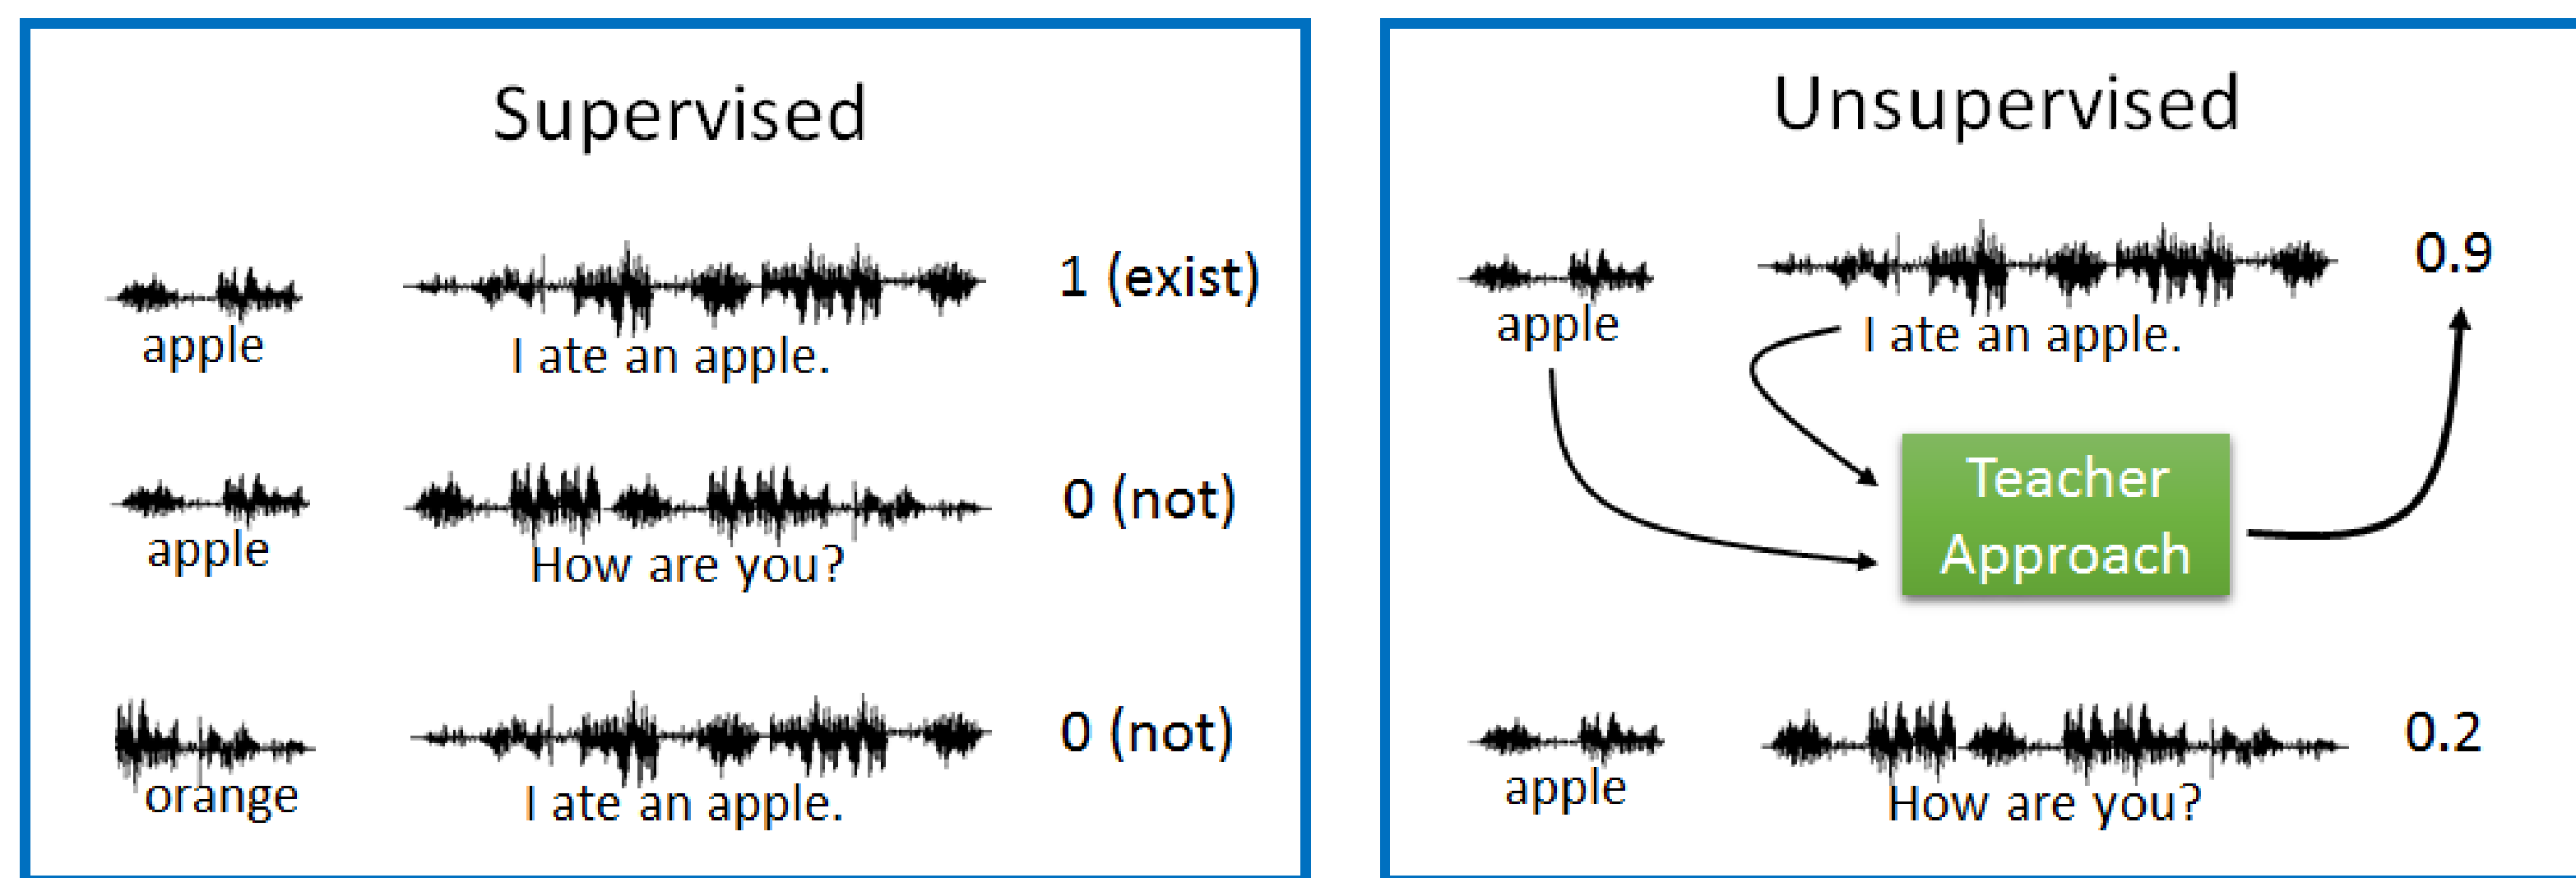 Supervised
apple
I ate an apple.
1 (exist)
apple
How are you?
0 (not)
orange
I ate an apple.
0 (not)
Unsupervised
apple
I ate an apple.
0.9
Teacher
Approach
apple
How are you?
0.2